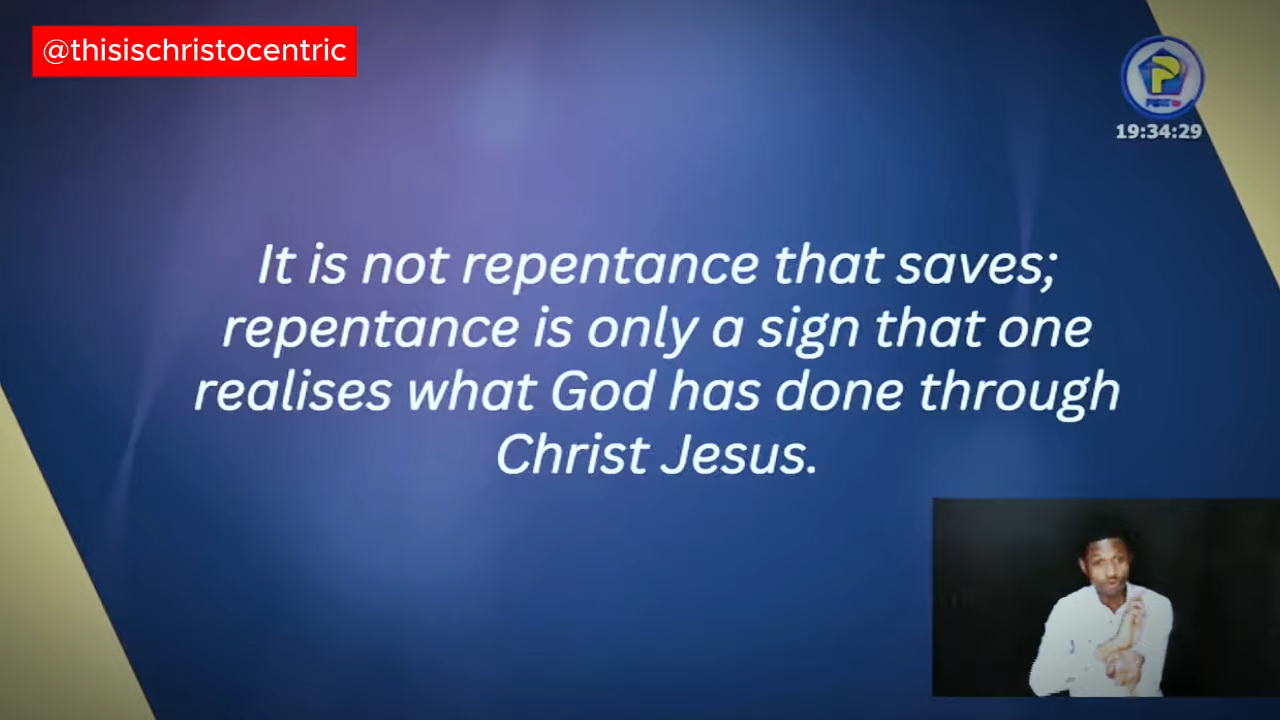 @thisischristocentric
19:34:29
It is not repentance that saves;
repentance is only a sign that one
realises what God has done through
Christ Jesus.